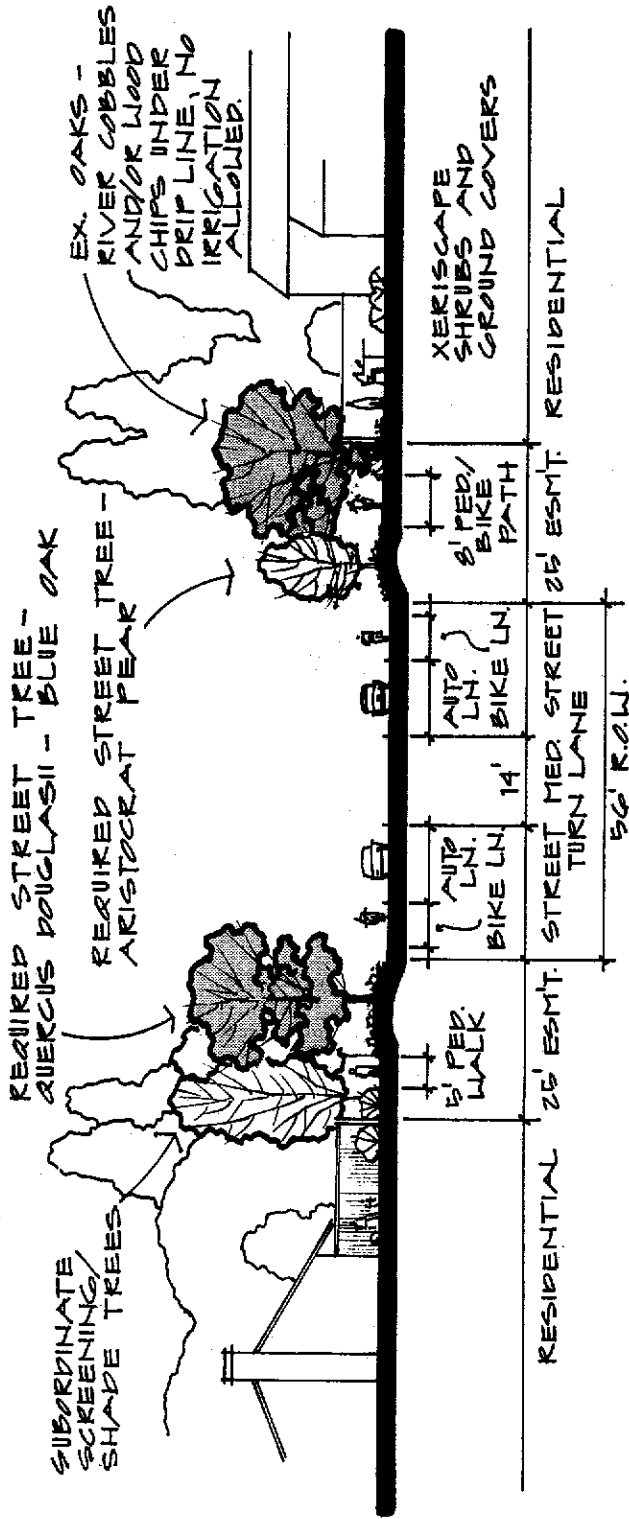 SUBORDINATE
SCREENING/
SHADE TREES
REQUIRED STREET TREE -
QUERCUS DOUGLASII - BLUE OAK
REQUIRED STREET TREE -
ARISTOCRAT PEAR
EX. OAKS -
RIVER COBBLES
AND/OR WOOD
CHIPS UNDER
DRIP LINE, NO
IRRIGATION
ALLOWED.
5' PED.
WALK
AUTO
LN.
BIKE LN.
14'
AUTO
LN.
BIKE LN.
8' PED/
BIKE
PATH
XERISCAPE
SHRUBS AND
GROUND COVERS
RESIDENTIAL
25' ESM'T.
STREET
MED.
TURN LANE
STREET
25' ESM'T.
RESIDENTIAL
56' R.O.W.